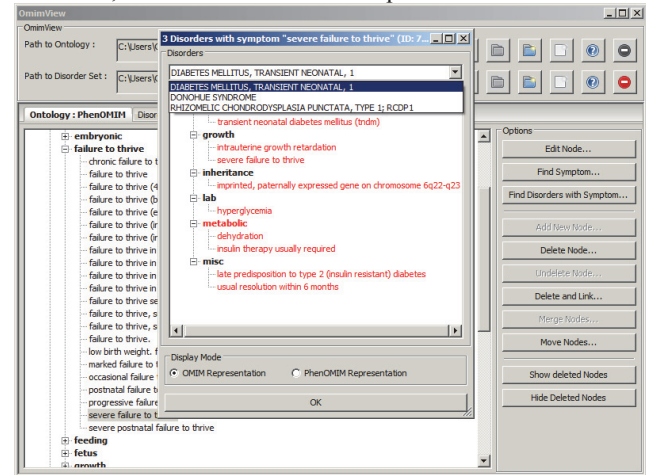 OmimView
OmimView
Path to Ontology :
C:\Users\
Path to Disorder Set :
C:\Users\
3 Disorders with symptom "severe failure to thrive" (ID: 7...
Disorders
DIABETES MELLITUS, TRANSIENT NEONATAL, 1
DIABETES MELLITUS, TRANSIENT NEONATAL, 1
DONOHUE SYNDROME
RHIZOMELIC CHONDRODYSPLASIA PUNCTATA, TYPE 1; RCDP1
transient neonatal diabetes mellitus (tndm)
growth
intrauterine growth retardation
severe failure to thrive
inheritance
imprinted, paternally expressed gene on chromosome 6q22-q23
lab
hyperglycemia
metabolic
dehydration
insulin therapy usually required
misc
late predisposition to type 2 (insulin resistant) diabetes
usual resolution within 6 months
Display Mode
OMIM Representation
PhenOMIM Representation
OK
Ontology : PhenOMIM
Disor
embryonic
failure to thrive
chronic failure to t
failure to thrive
failure to thrive (4
failure to thrive (b
failure to thrive (e
failure to thrive (ir
failure to thrive (ir
failure to thrive in
failure to thrive in
failure to thrive in
failure to thrive in
failure to thrive se
failure to thrive, s
failure to thrive, s
failure to thrive.
low birth weight. f
marked failure to t
occasional failure
postnatal failure t
progressive failure
severe failure to t
severe postnatal failure to thrive
feeding
fetus
growth
Options
Edit Node...
Find Symptom...
Find Disorders with Symptom...
Add New Node...
Delete Node...
Undelete Node...
Delete and Link...
Merge Nodes...
Move Nodes...
Show deleted Nodes
Hide Deleted Nodes